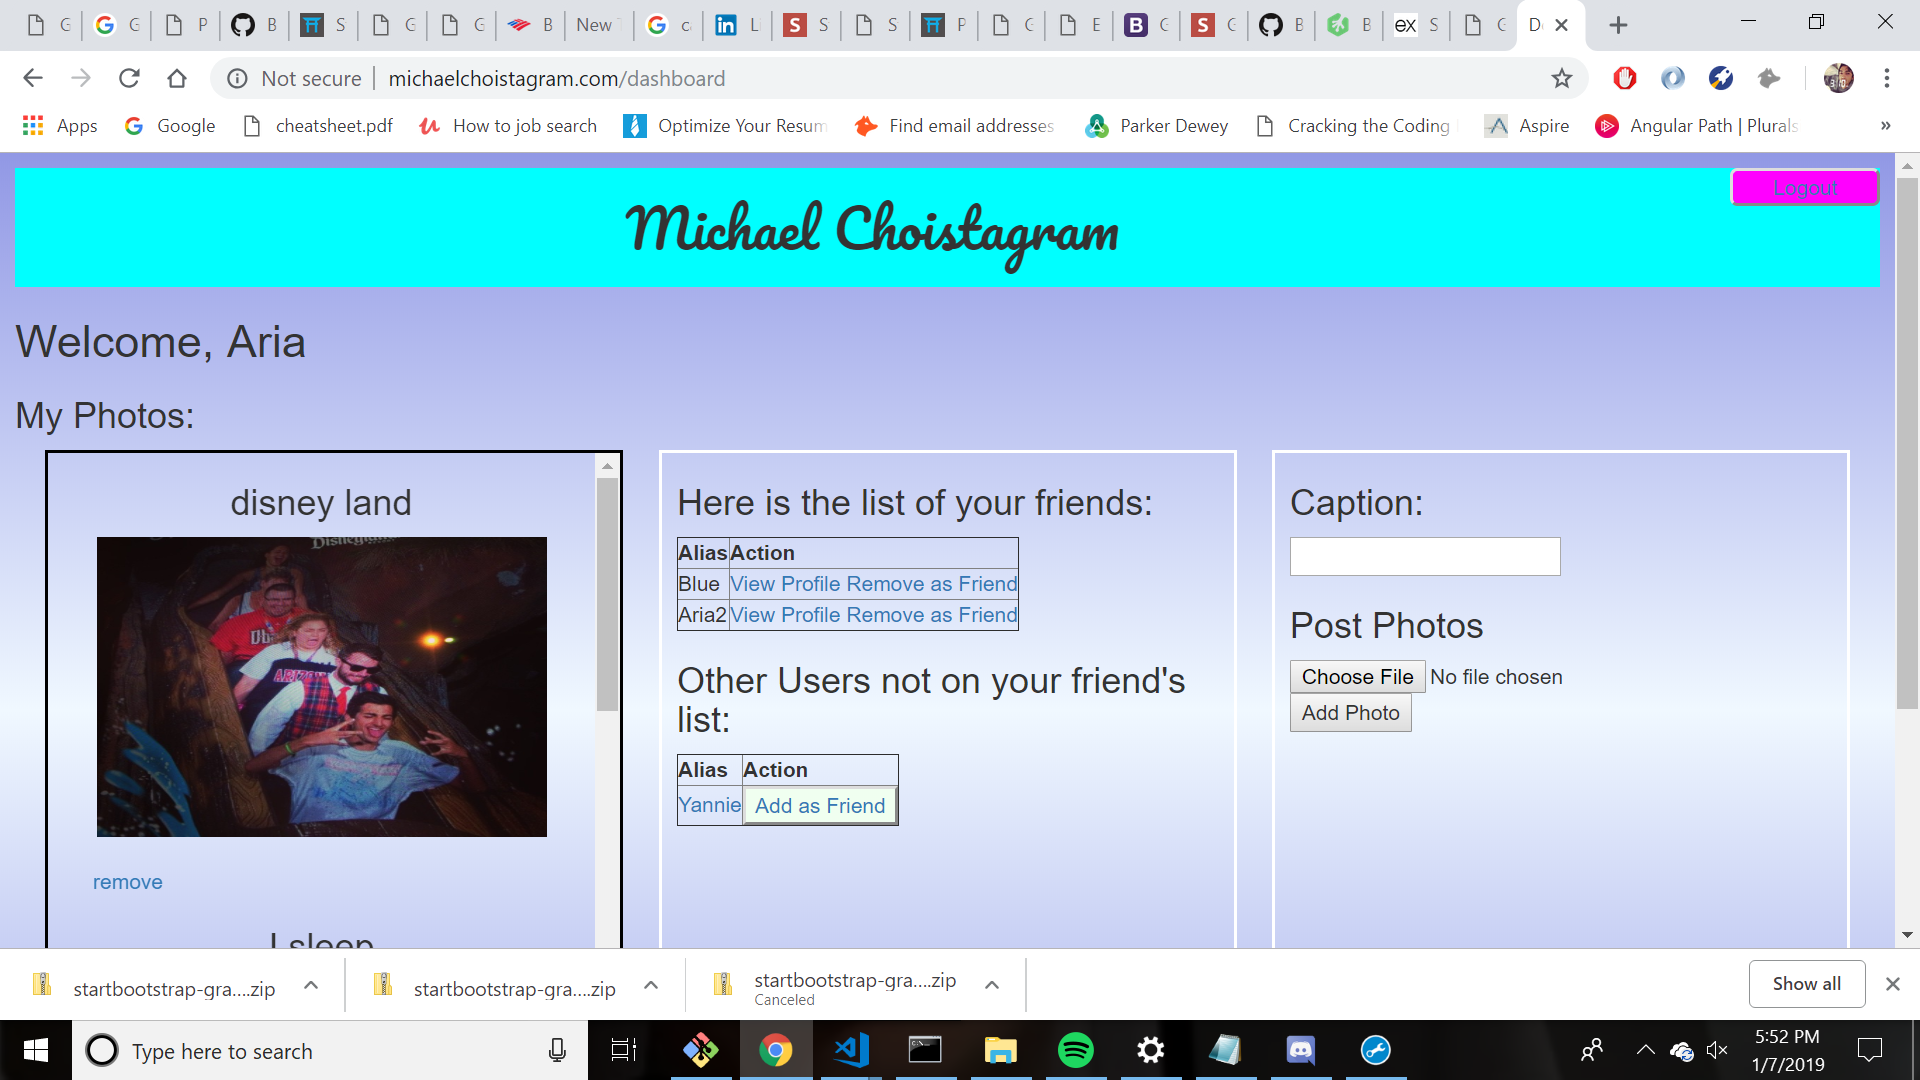 G
G
P
B
S
G
G
B
New
c
Li
S
S
P
G
E
G
G
B
B
S
G
D
Not secure | michaelchoistagram.com/dashboard
Apps
Google
cheatsheet.pdf
How to job search
Optimize Your Resum
Find email addresses
Parker Dewey
Cracking the Coding
Aspire
Angular Path | Plurals
»
Michael Choistagram
Logout
Welcome, Aria
My Photos:
disney land
Disneyland
ARIZO
remove
I sleep
Here is the list of your friends:
Alias Action
Blue View Profile Remove as Friend
Aria2 View Profile Remove as Friend
Other Users not on your friend's
list:
Alias Action
Yannie Add as Friend
Caption:
Post Photos
Choose File No file chosen
Add Photo
startbootstrap-gra....zip
startbootstrap-gra....zip
startbootstrap-gra....zip
Canceled
Show all
Type here to search
5:52 PM
1/7/2019